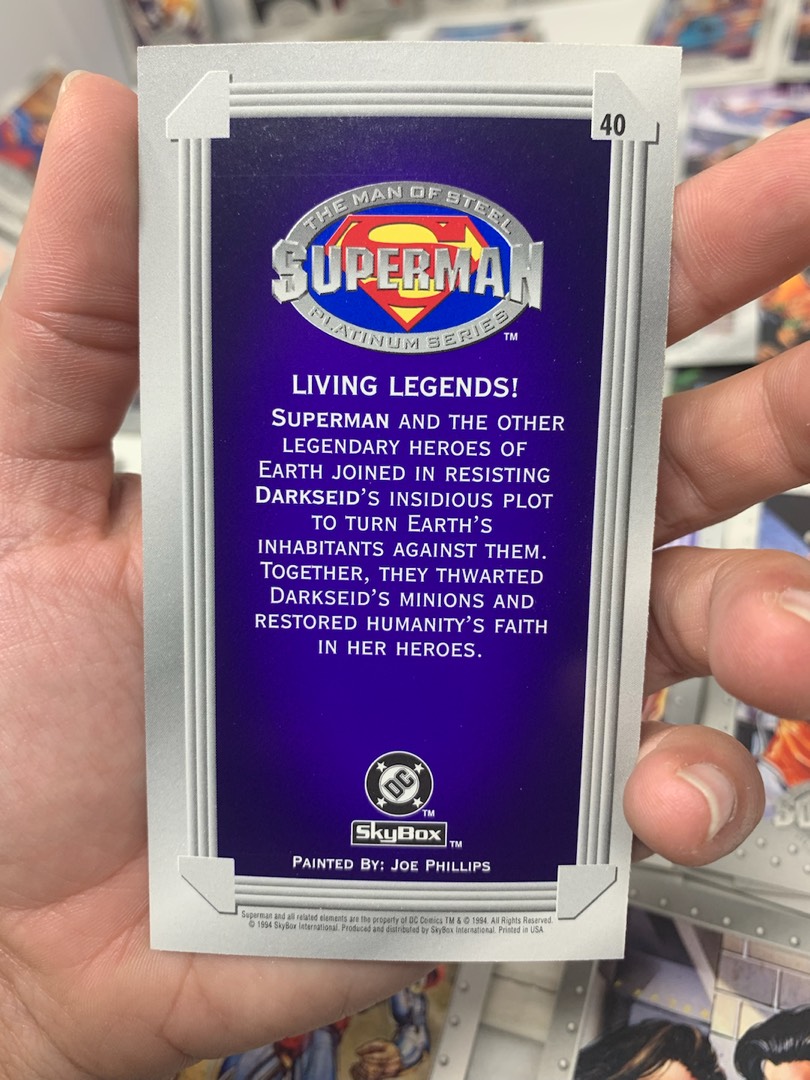 40
THE MAN OF STEEL
SUPERMAN
PLATINUM SERIES
TM
LIVING LEGENDS!
SUPERMAN AND THE OTHER
LEGENDARY HEROES OF
EARTH JOINED IN RESISTING
DARKSEID'S INSIDIOUS PLOT
TO TURN EARTH'S
INHABITANTS AGAINST THEM.
TOGETHER, THEY THWARTED
DARKSEID'S MINIONS AND
RESTORED HUMANITY'S FAITH
IN HER HEROES.
DC
TM
SkyBox TM
PAINTED BY: JOE PHILLIPS
Superman and all related elements are the property of DC Comics TM & © 1994. All Rights Reserved.
© 1994 SkyBox International. Produced and distributed by SkyBox International. Printed in USA.